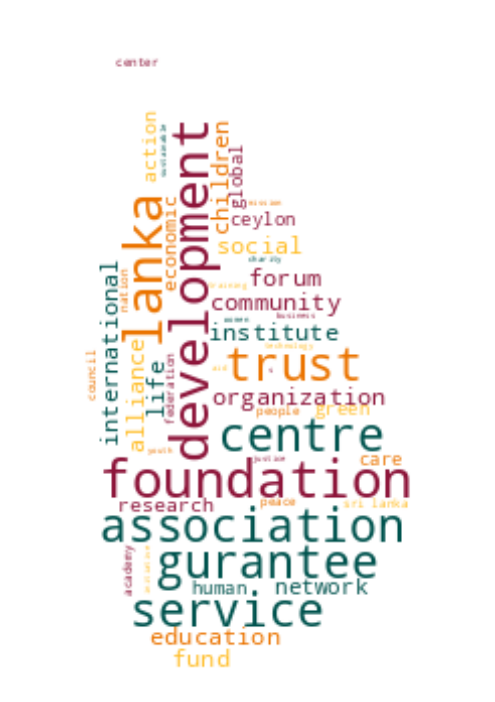 center
action
sustainable
children
development
global
lanka
mission
economic
ceylon
social
charity
international
nation
training
forum
community
business
women
institute
technology
council
alliance
life
federation
trust
aid
organization
people
green
centre
youth
justice
care
foundation
research
peace
sri lanka
association
academy
gurantee
human
network
service
education
fund